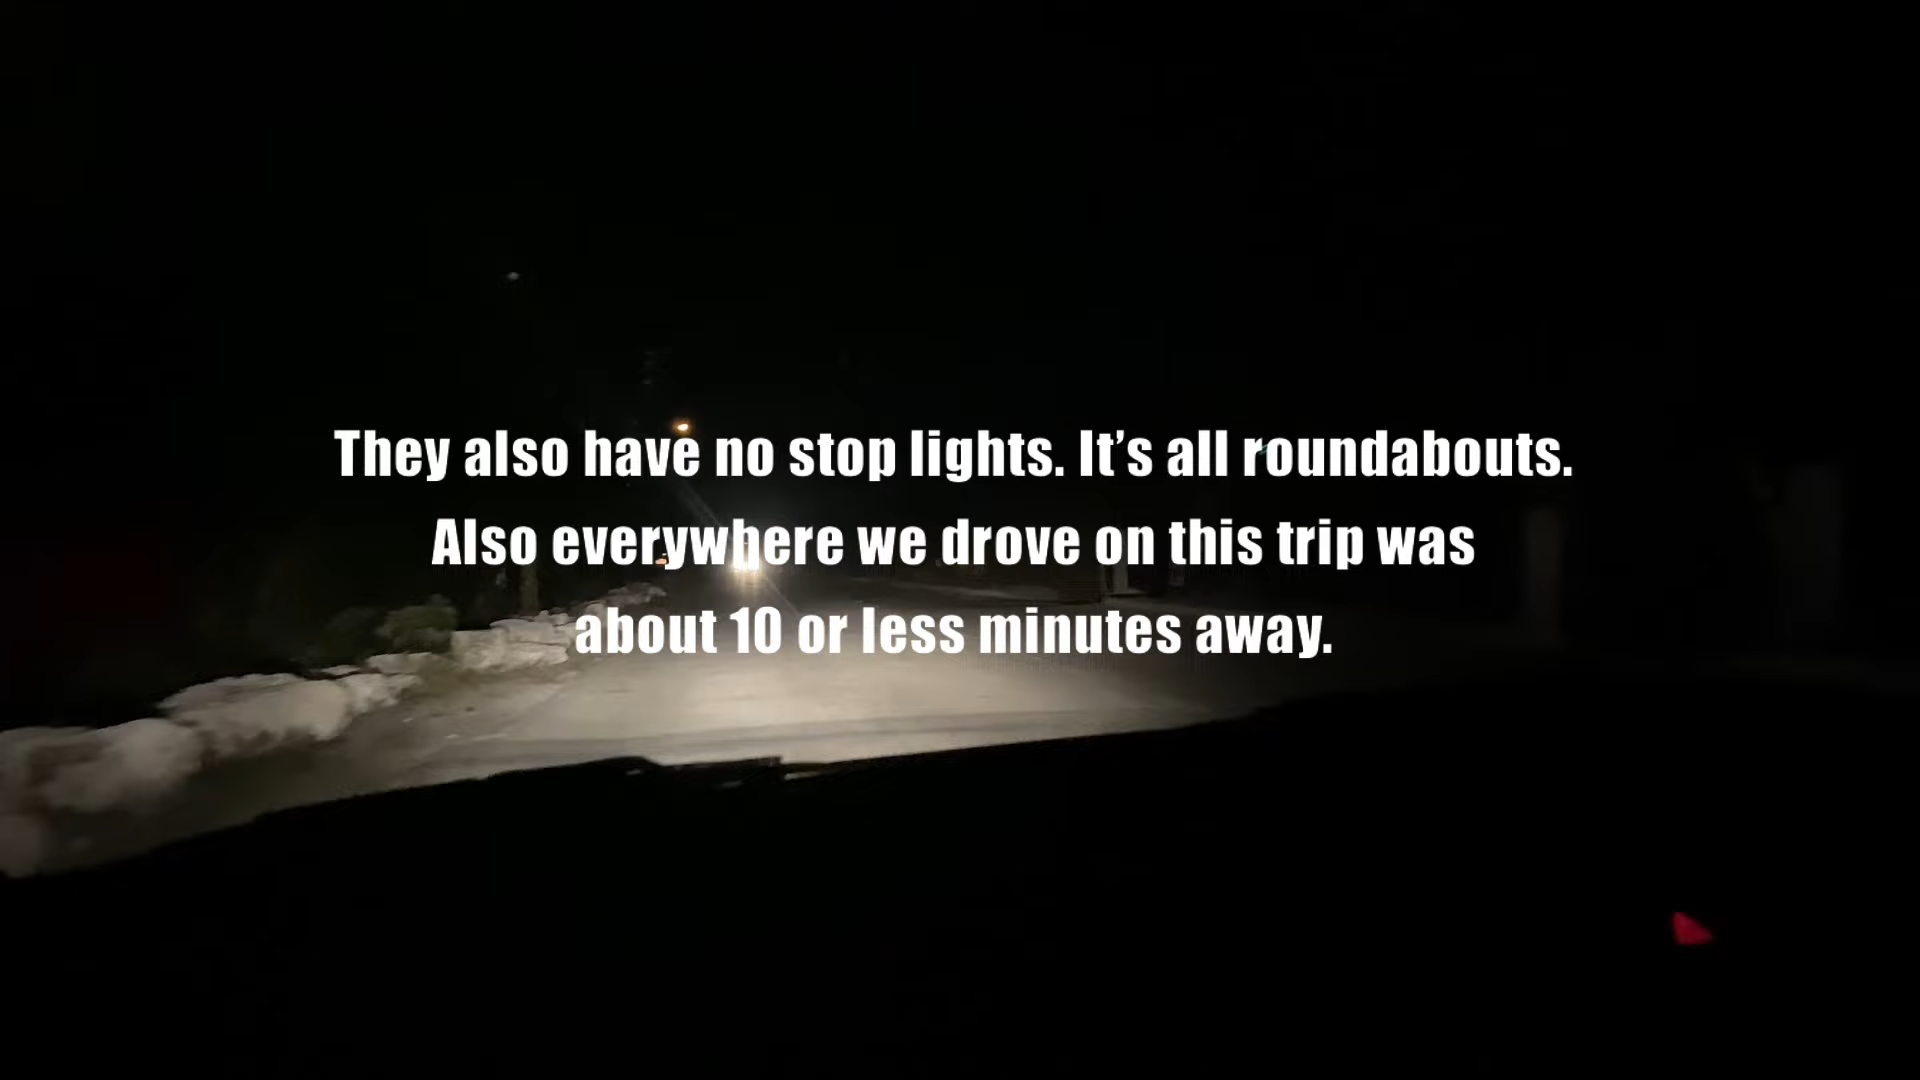 They also have no stop lights. It’s all roundabouts.
Also everywhere we drove on this trip was
about 10 or less minutes away.